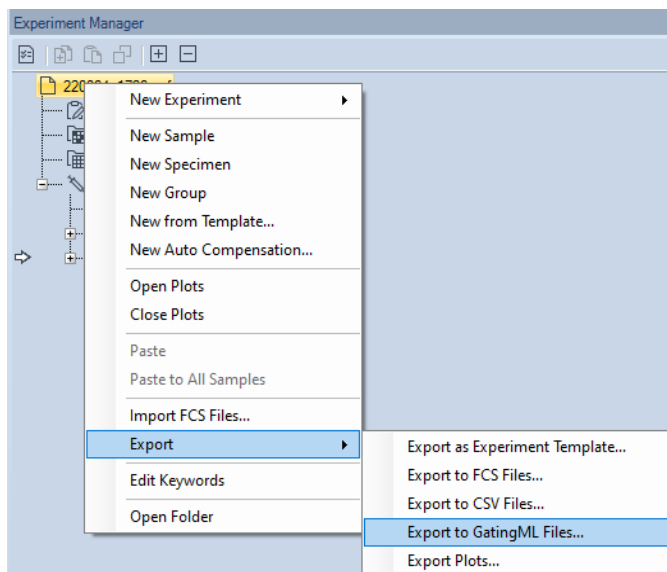 Experiment Manager
New Experiment
New Sample
New Specimen
New Group
New from Template...
New Auto Compensation...
Open Plots
Close Plots
Paste
Paste to All Samples
Import FCS Files...
Export
Export as Experiment Template...
Edit Keywords
Export to FCS Files...
Export to CSV Files...
Open Folder
Export to GatingML Files...
Export Plots...